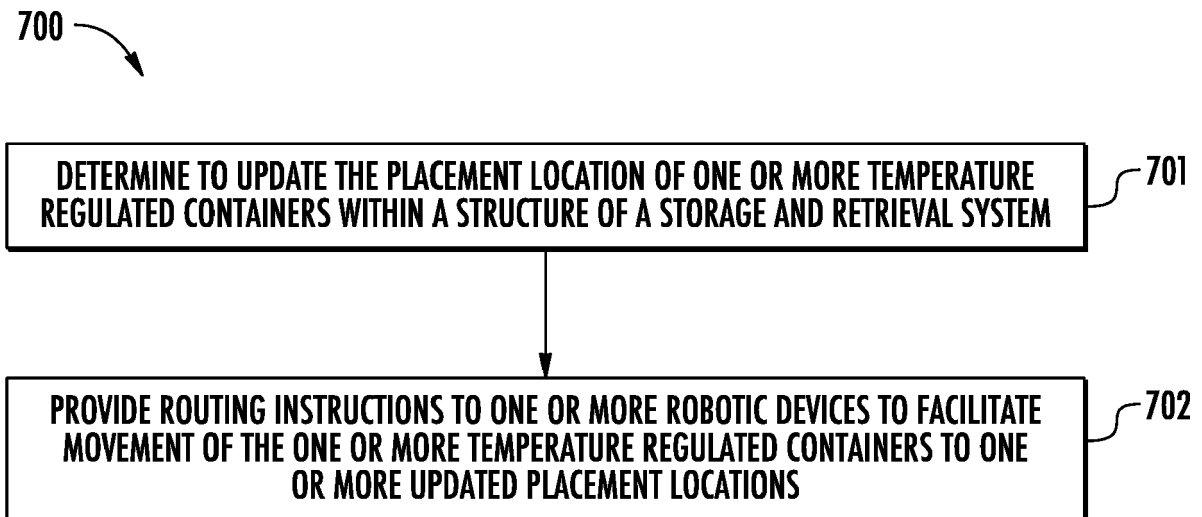 700
DETERMINE TO UPDATE THE PLACEMENT LOCATION OF ONE OR MORE TEMPERATURE
REGULATED CONTAINERS WITHIN A STRUCTURE OF A STORAGE AND RETRIEVAL SYSTEM
701
PROVIDE ROUTING INSTRUCTIONS TO ONE OR MORE ROBOTIC DEVICES TO FACILITATE
MOVEMENT OF THE ONE OR MORE TEMPERATURE REGULATED CONTAINERS TO ONE
OR MORE UPDATED PLACEMENT LOCATIONS
702